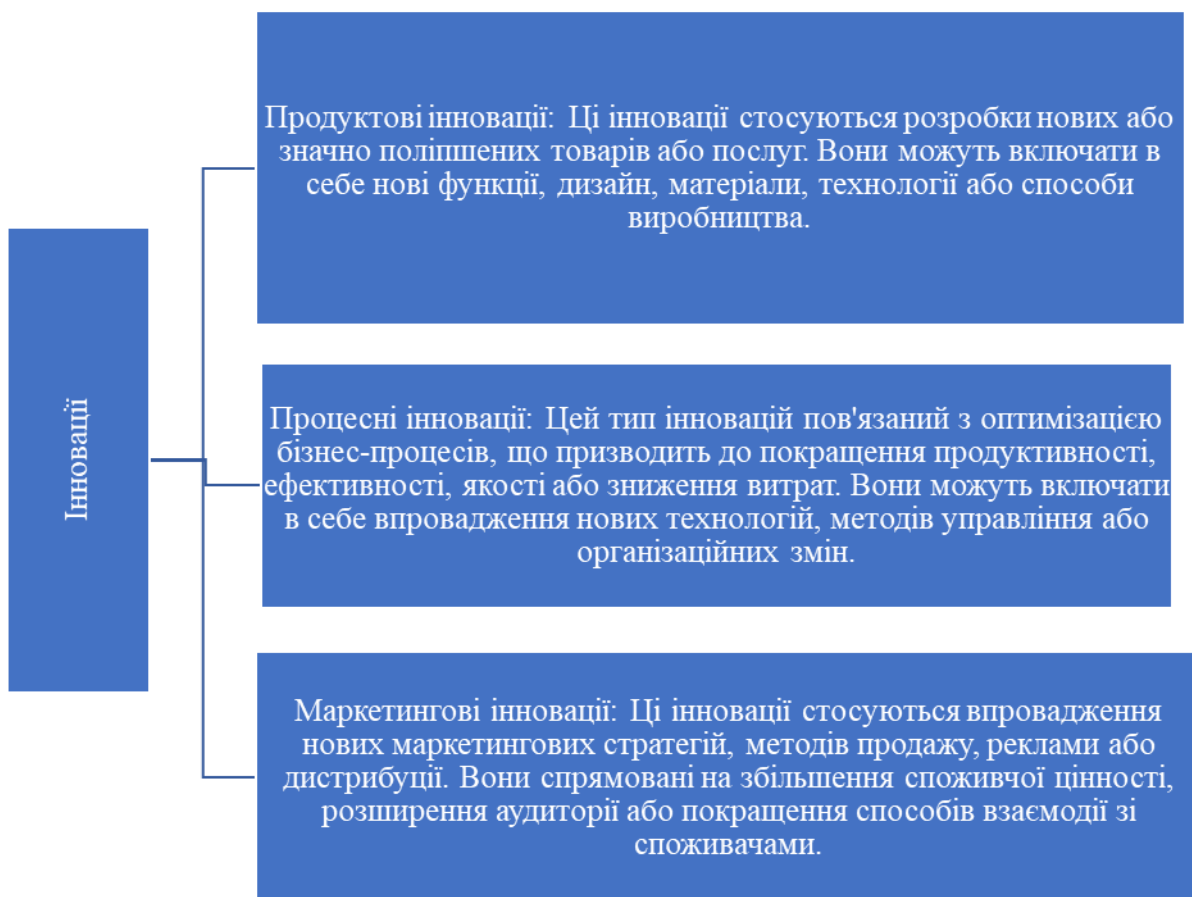 Інновації
Продуктові інновації: Ці інновації стосуються розробки нових або
значно поліпшених товарів або послуг. Вони можуть включати в
себе нові функції, дизайн, матеріали, технології або способи
виробництва.
Процесні інновації: Цей тип інновацій пов'язаний з оптимізацією
бізнес-процесів, що призводить до покращення продуктивності,
ефективності, якості або зниження витрат. Вони можуть включати
в себе впровадження нових технологій, методів управління або
організаційних змін.
Маркетингові інновації: Ці інновації стосуються впровадження
нових маркетингових стратегій, методів продажу, реклами або
дистрибуції. Вони спрямовані на збільшення споживчої цінності,
розширення аудиторії або покращення способів взаємодії зі
споживачами.